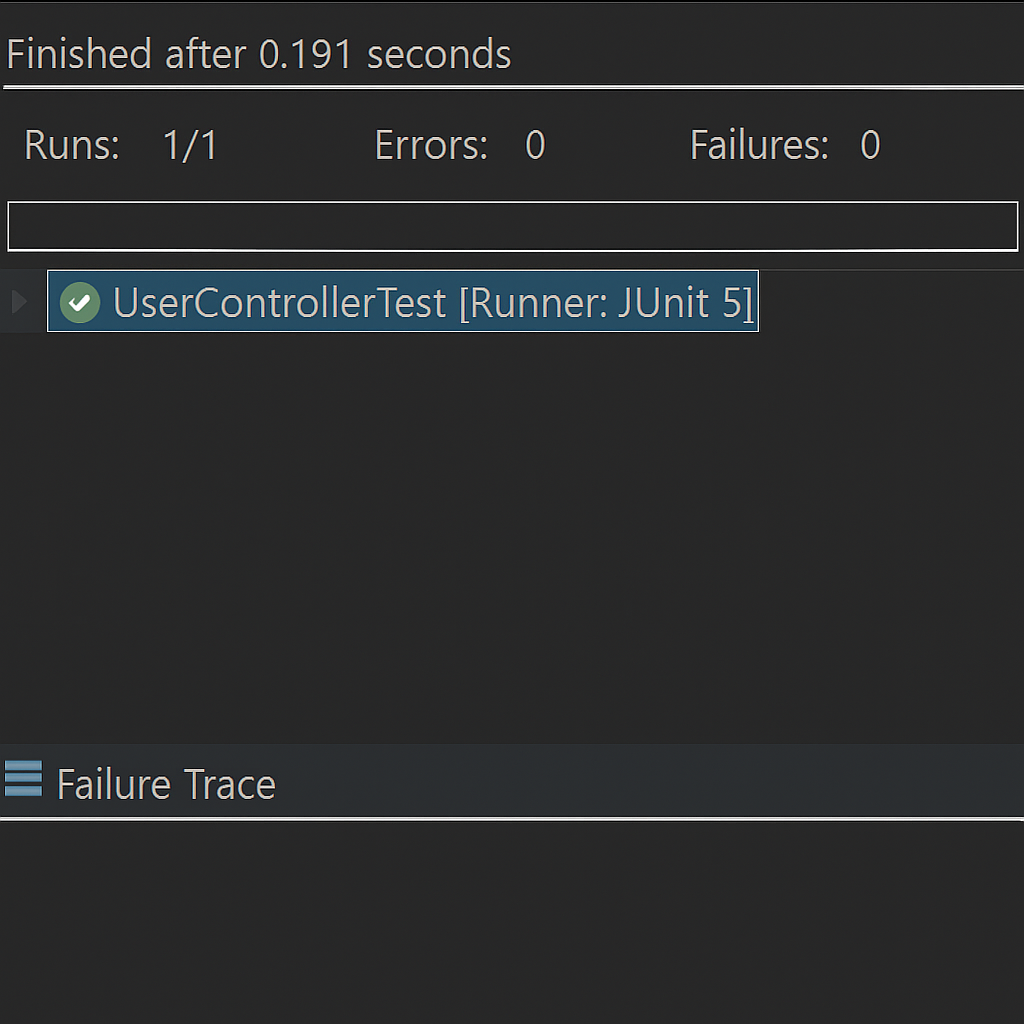 Finished after 0.191 seconds
Runs: 1/1 Errors: 0 Failures: 0
UserControllerTest [Runner: JUnit 5]
Failure Trace